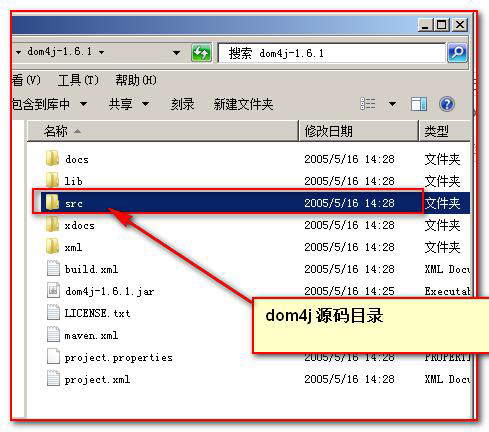 dom4j-1.6.1 搜索 dom4j-1.6.1
看(V) 工具(T) 帮助(H)
包含到库中 共享 刻录 新建文件夹
名称 修改日期 类型
docs 2005/5/16 14:28 文件夹
lib 2005/5/16 14:28 文件夹
src 2005/5/16 14:28 文件夹
xdocs 2005/5/16 14:28 文件夹
xml 2005/5/16 14:28 文件夹
build.xml 2005/5/16 14:28 XML Docu
dom4j-1.6.1.jar 2005/5/16 14:25 Executab
LICENSE.txt
maven.xml
dom4j 源码目录
project.properties 2005/5/16 14:28 PROPERTI
project.xml 2005/5/16 14:28 XML Docu